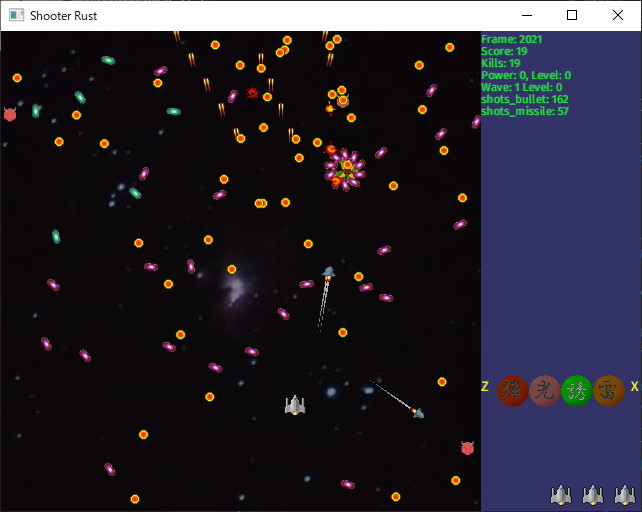 Shooter Rust
Frame: 2021
Score: 19
Kills: 19
Power: 0, Level: 0
Wave: 1 Level: 0
shots_bullet: 162
shots_missile: 57
Z 弾 光 誘 雷 X